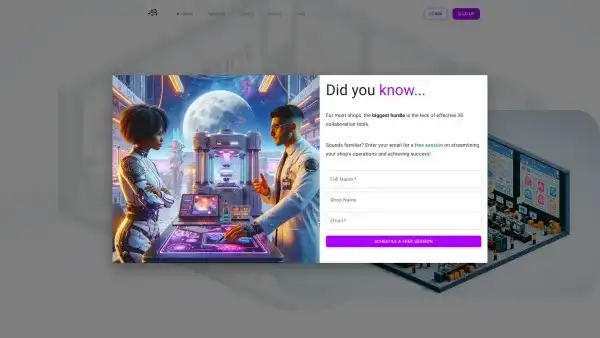 LOGIN
SIGN UP
Did you know...
For most shops, the biggest hurdle is the lack of effective 3D
collaboration tools.
Sounds familiar? Enter your email for a free session on streamlining
your shop's operations and achieving success!
Full Name *
Shop Name
Email *
SCHEDULE A FREE SESSION